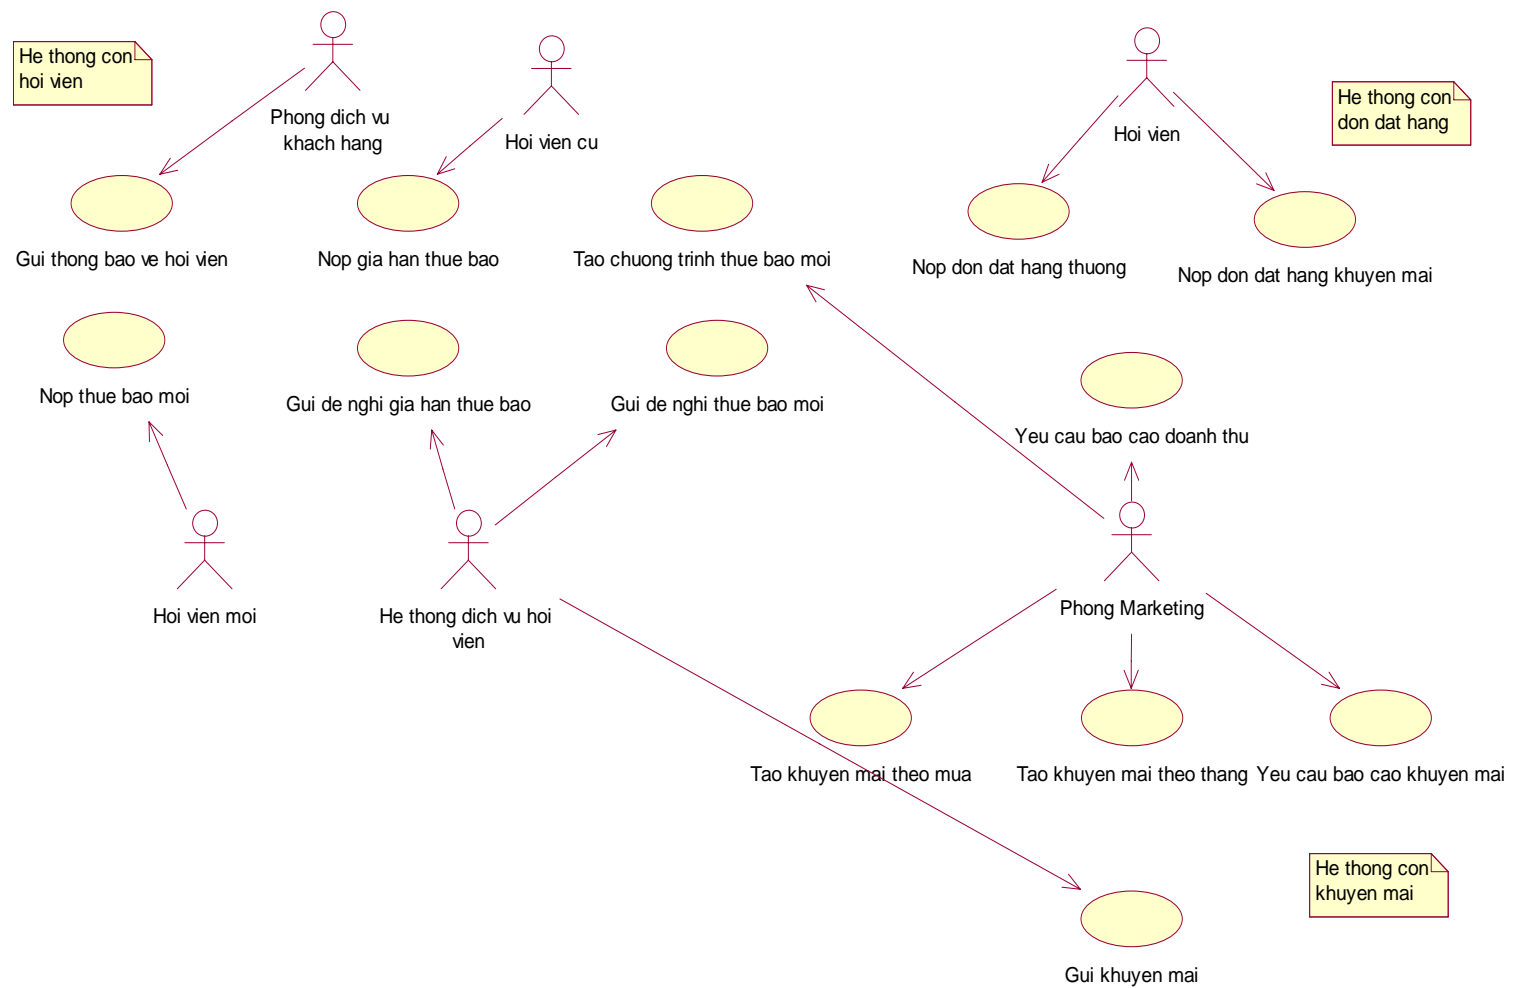 He thong con
hoi vien
Phong dich vu
khach hang
Hoi vien cu
Hoi vien
He thong con
don dat hang
Gui thong bao ve hoi vien
Nop gia han thue bao
Tao chuong trinh thue bao moi
Nop don dat hang thuong
Nop don dat hang khuyen mai
Nop thue bao moi
Gui de nghi gia han thue bao
Gui de nghi thue bao moi
Yeu cau bao cao doanh thu
Hoi vien moi
He thong dich vu hoi
vien
Phong Marketing
Tao khuyen mai theo mua
Tao khuyen mai theo thang
Yeu cau bao cao khuyen mai
He thong con
khuyen mai
Gui khuyen mai